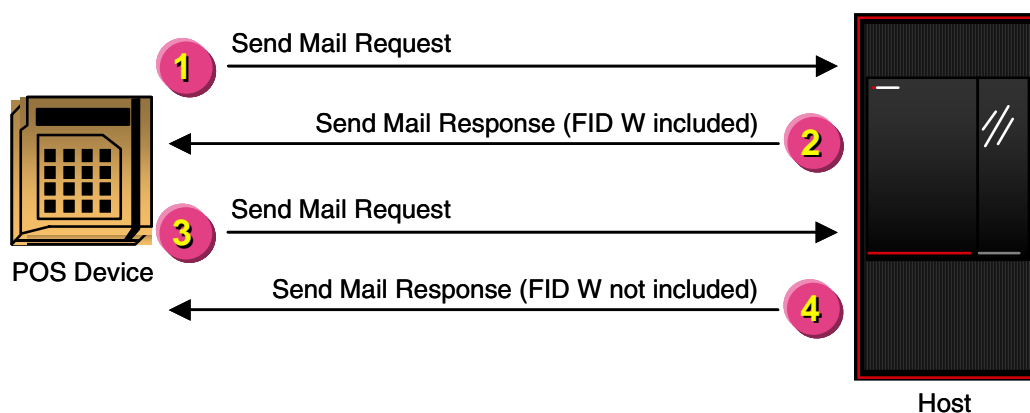 1
Send Mail Request
Send Mail Response (FID W included)
2
3
Send Mail Request
POS Device
Send Mail Response (FID W not included)
4
Host